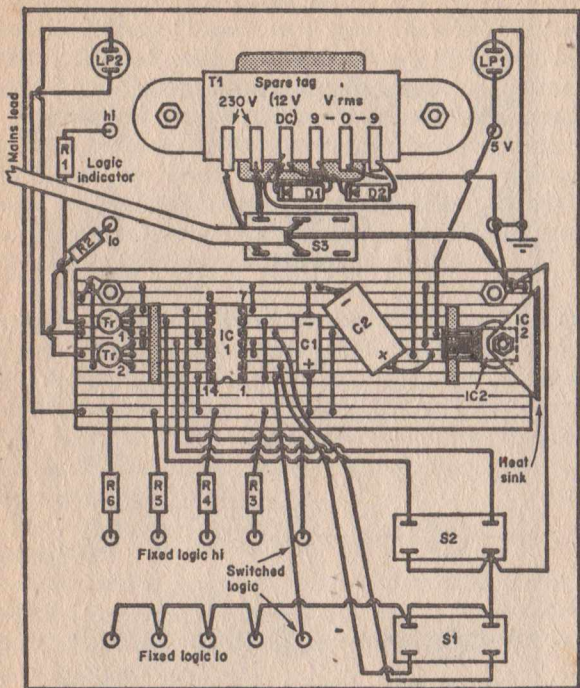 LP2
LP1
T1
Spare tag
230 V
(12 V DC)
V rms
9 - 0 - 9
Mains lead
hi
R1
Logic indicator
R2
lo
D1
D2
S3
5 V
Tr 1
Tr 2
IC 1
7
14
1
C1
-
+
C2
-
+
IC 2
IC2
Heat sink
R6
R5
R4
R3
Fixed logic hi
Switched logic
S2
S1
Fixed logic lo